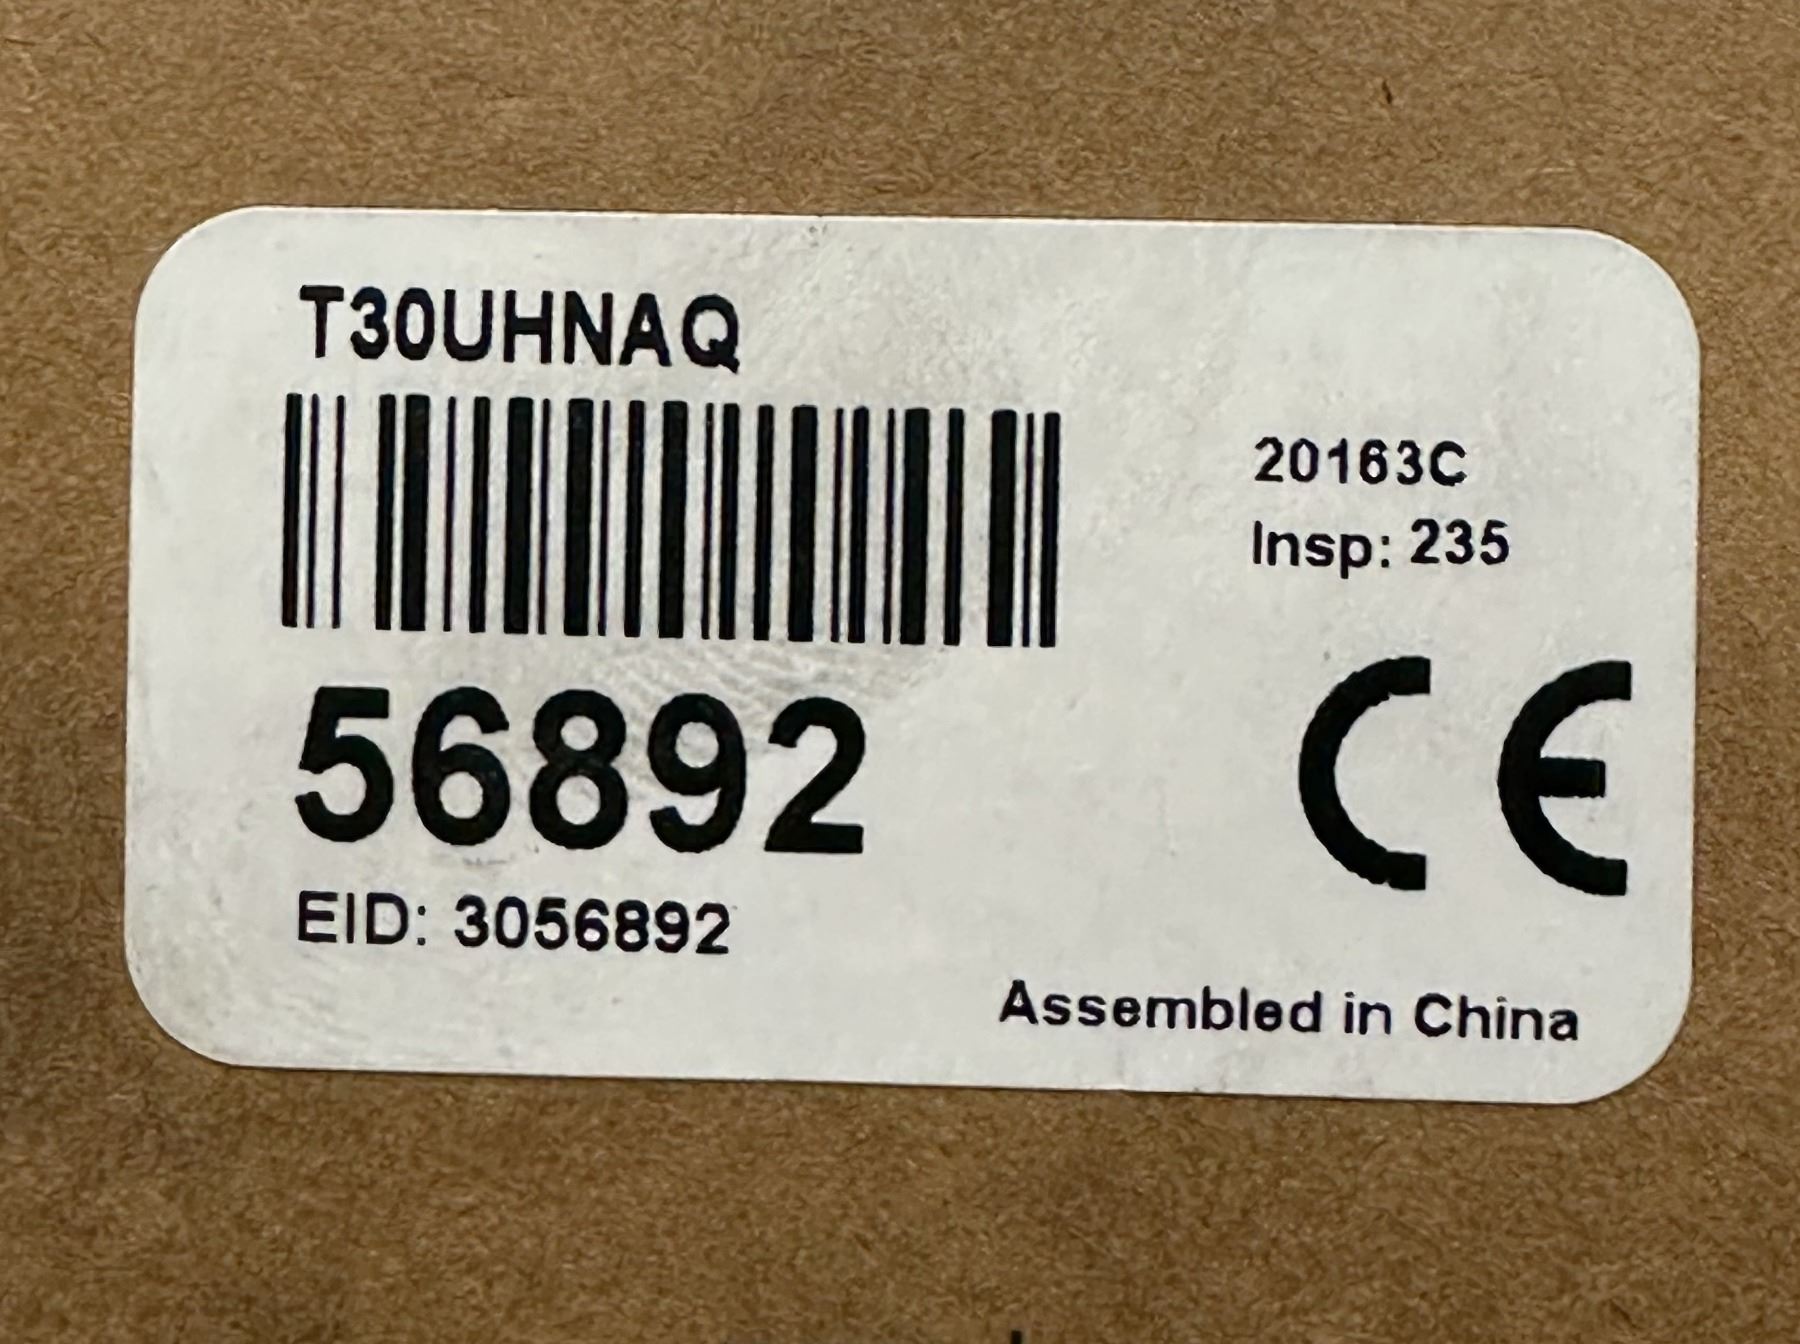 T30UHNAQ
20163C
Insp: 235
56892
CE
EID: 3056892
Assembled in China